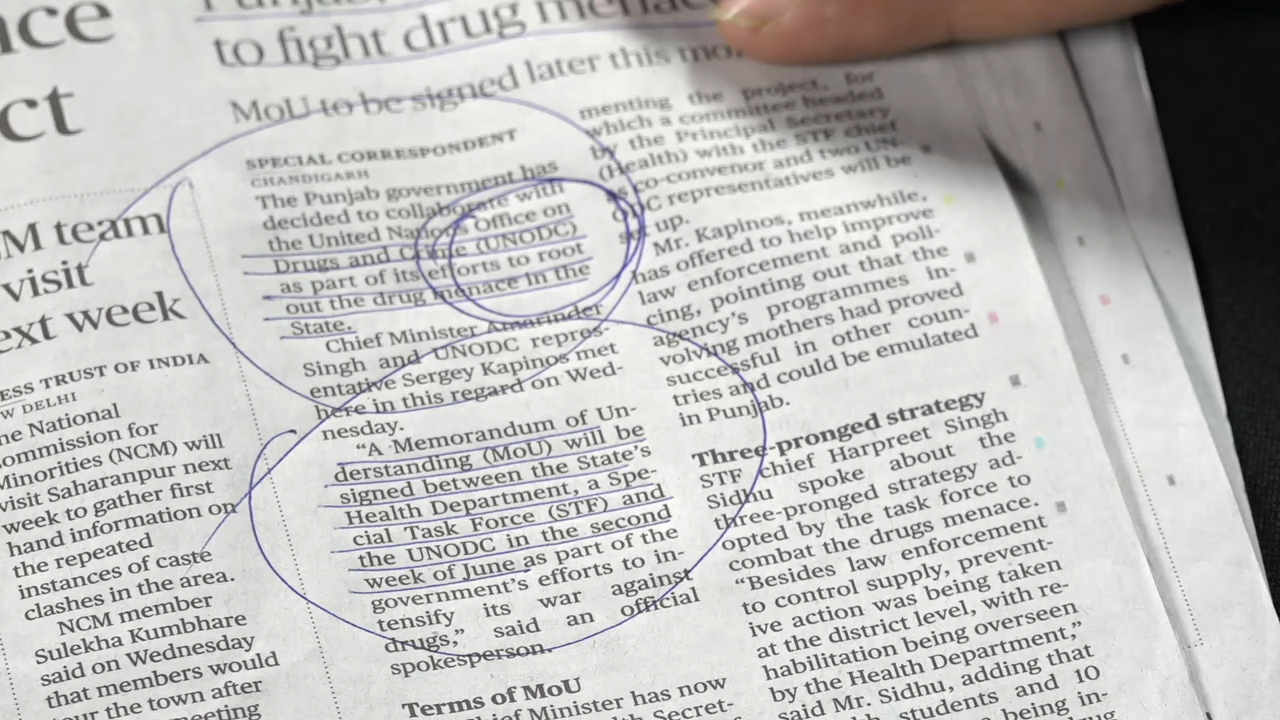 to fight drug menace
MoU to be signed later this
SPECIAL CORRESPONDENT
CHANDIGARH
The Punjab government has
decided to collaborate with
the United Nations Office on
Drugs and Crime (UNODC)
as part of its efforts to root
out the drug menace in the
State.
Chief Minister Amarinder
Singh and UNODC repres-
entative Sergey Kapinos met
here in this regard on Wed-
nesday.
“A Memorandum of Un-
derstanding (MoU) will be
signed between the State’s
Health Department, a Spe-
cial Task Force (STF) and
the UNODC in the second
week of June as part of the
government’s efforts to in-
tensify its war against
drugs,” said an official
spokesperson.
Terms of MoU
Minister has now
menting the project, for
which a committee headed
by the Principal Secretary
(Health) with the STF chief
as co-convenor and two UN-
ODC representatives will be
set up.
Mr. Kapinos, meanwhile,
has offered to help improve
law enforcement and poli-
cing, pointing out that the
agency’s programmes in-
volving mothers had proved
successful in other coun-
tries and could be emulated
in Punjab.
Three-pronged strategy
STF chief Harpreet Singh
Sidhu spoke about the
three-pronged strategy ad-
opted by the task force to
combat the drugs menace.
“Besides law enforcement
to control supply, prevent-
ive action was being taken
at the district level, with re-
habilitation being overseen
by the Health Department,”
said Mr. Sidhu, adding that
students and 10
being in-
M team
visit
ext week
ESS TRUST OF INDIA
W DELHI
he National
ommission for
Minorities (NCM) will
visit Saharanpur next
week to gather first
hand information on
the repeated
instances of caste
clashes in the area.
NCM member
Sulekha Kumbhare
said on Wednesday
that members would
our the town after
meeting